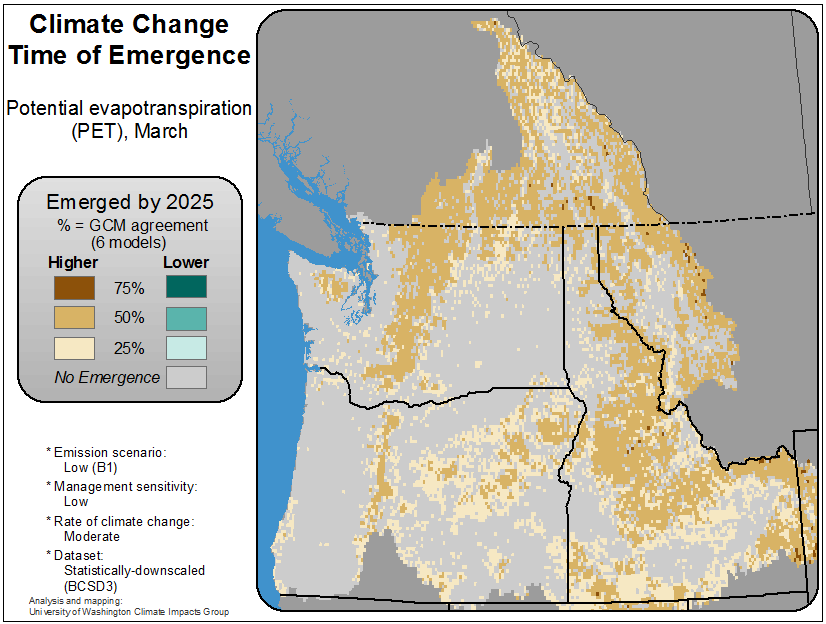 Climate Change
Time of Emergence
Potential evapotranspiration
(PET), March
Emerged by 2025
% = GCM agreement
(6 models)
Higher Lower
75%
50%
25%
No Emergence
* Emission scenario:
Low (B1)
* Management sensitivity:
Low
* Rate of climate change:
Moderate
* Dataset:
Statistically-downscaled
(BCSD3)
Analysis and mapping:
University of Washington Climate Impacts Group